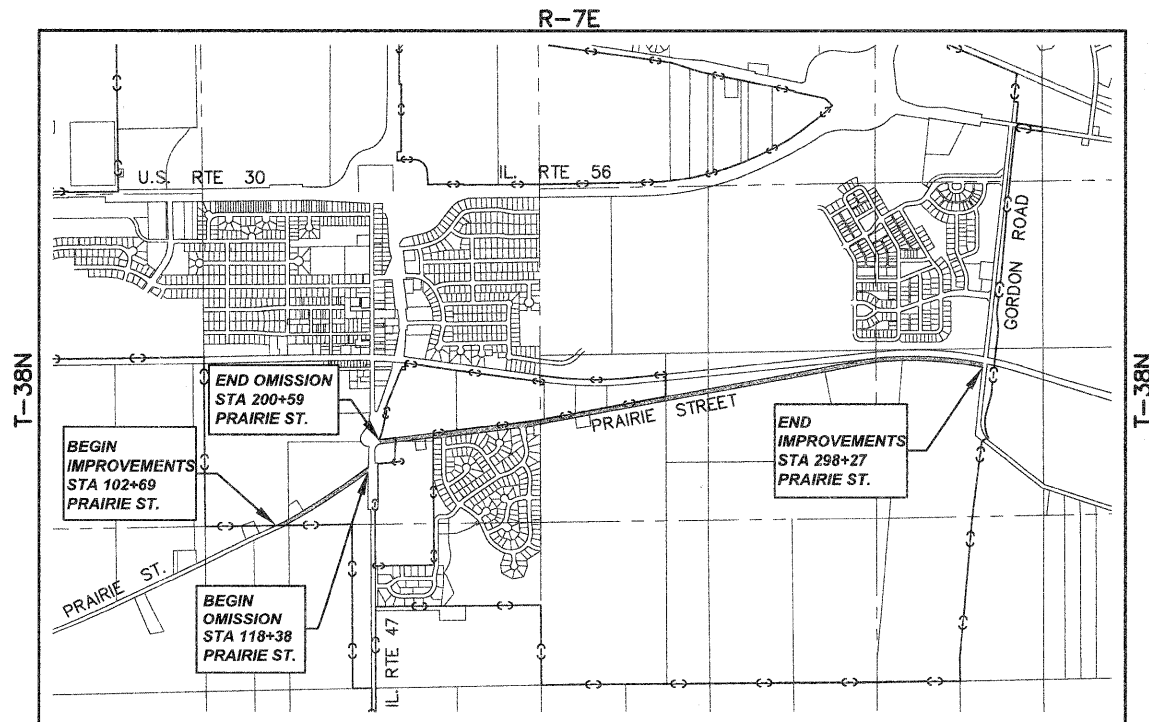 R-7E
U.S. RTE 30
IL. RTE 56
GORDON ROAD
T-38N
T-38N
END OMISSION
STA 200+59
PRAIRIE ST.
PRAIRIE STREET
BEGIN
IMPROVEMENTS
STA 102+69
PRAIRIE ST.
END
IMPROVEMENTS
STA 298+27
PRAIRIE ST.
PRAIRIE ST.
BEGIN
OMISSION
STA 118+38
PRAIRIE ST.
IL. RTE 47